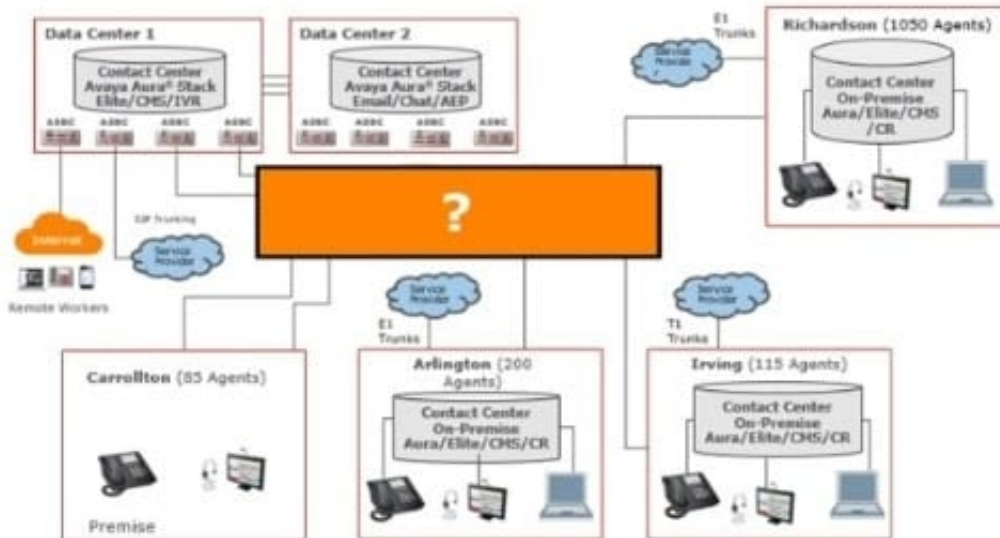 Data Center 1
Contact Center
Avaya Aura® Stack
Elite/CMS/IVR
ASBC ASBC ASBC ASBC
Data Center 2
Contact Center
Avaya Aura® Stack
Email/Chat/AEP
ASBC ASBC ASBC ASBC
E1
Trunks
Service
Provide
r
Richardson (1050 Agents)
Contact Center
On-Premise
Aura/Elite/CMS
/CR
?
Internet
SIP Trunking
Service
Provider
Remote Workers
Carrollton (85 Agents)
Premise
Service
Provider
E1
Trunks
Arlington (200
Agents)
Contact Center
On-Premise
Aura/Elite/CMS/CR
Service
Provider
T1
Trunks
Irving (115 Agents)
Contact Center
On-Premise
Aura/Elite/CMS/CR